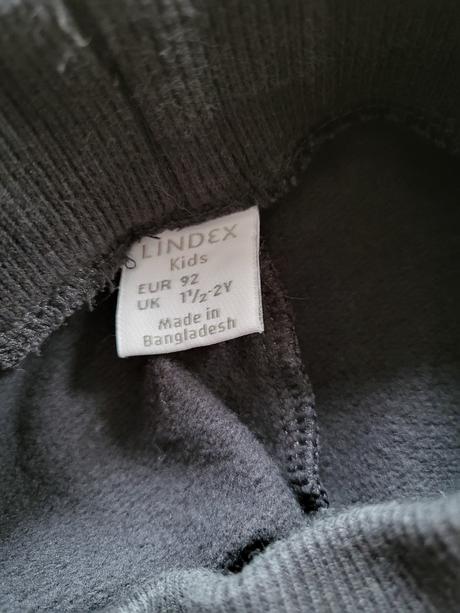 LINDEX
Kids
EUR 92
UK 1½-2Y
Made in
Bangladesh